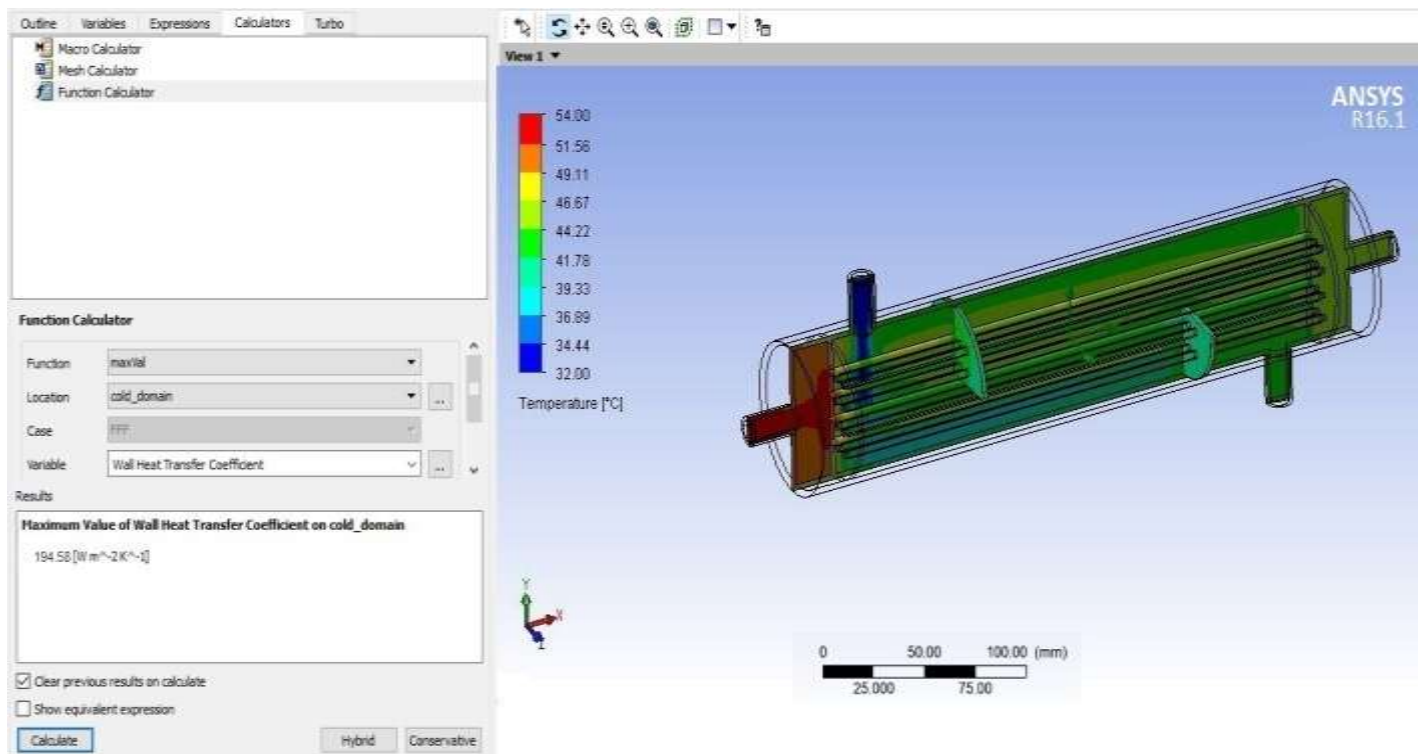 Outline Variables Expressions Calculators Turbo
Macro Calculator
Mesh Calculator
Function Calculator
Function Calculator
Function maxVal
Location cold_domain ...
Case FFF
Variable Wall Heat Transfer Coefficient ...
Results
Maximum Value of Wall Heat Transfer Coefficient on cold_domain
194.58 [W m^-2 K^-1]
Clear previous results on calculate
Show equivalent expression
Calculate Hybrid Conservative
View 1
ANSYS
R16.1
54.00
51.56
49.11
46.67
44.22
41.78
39.33
36.89
34.44
32.00
Temperature [°C]
Y
X
Z
0 50.00 100.00 (mm)
25.000 75.00